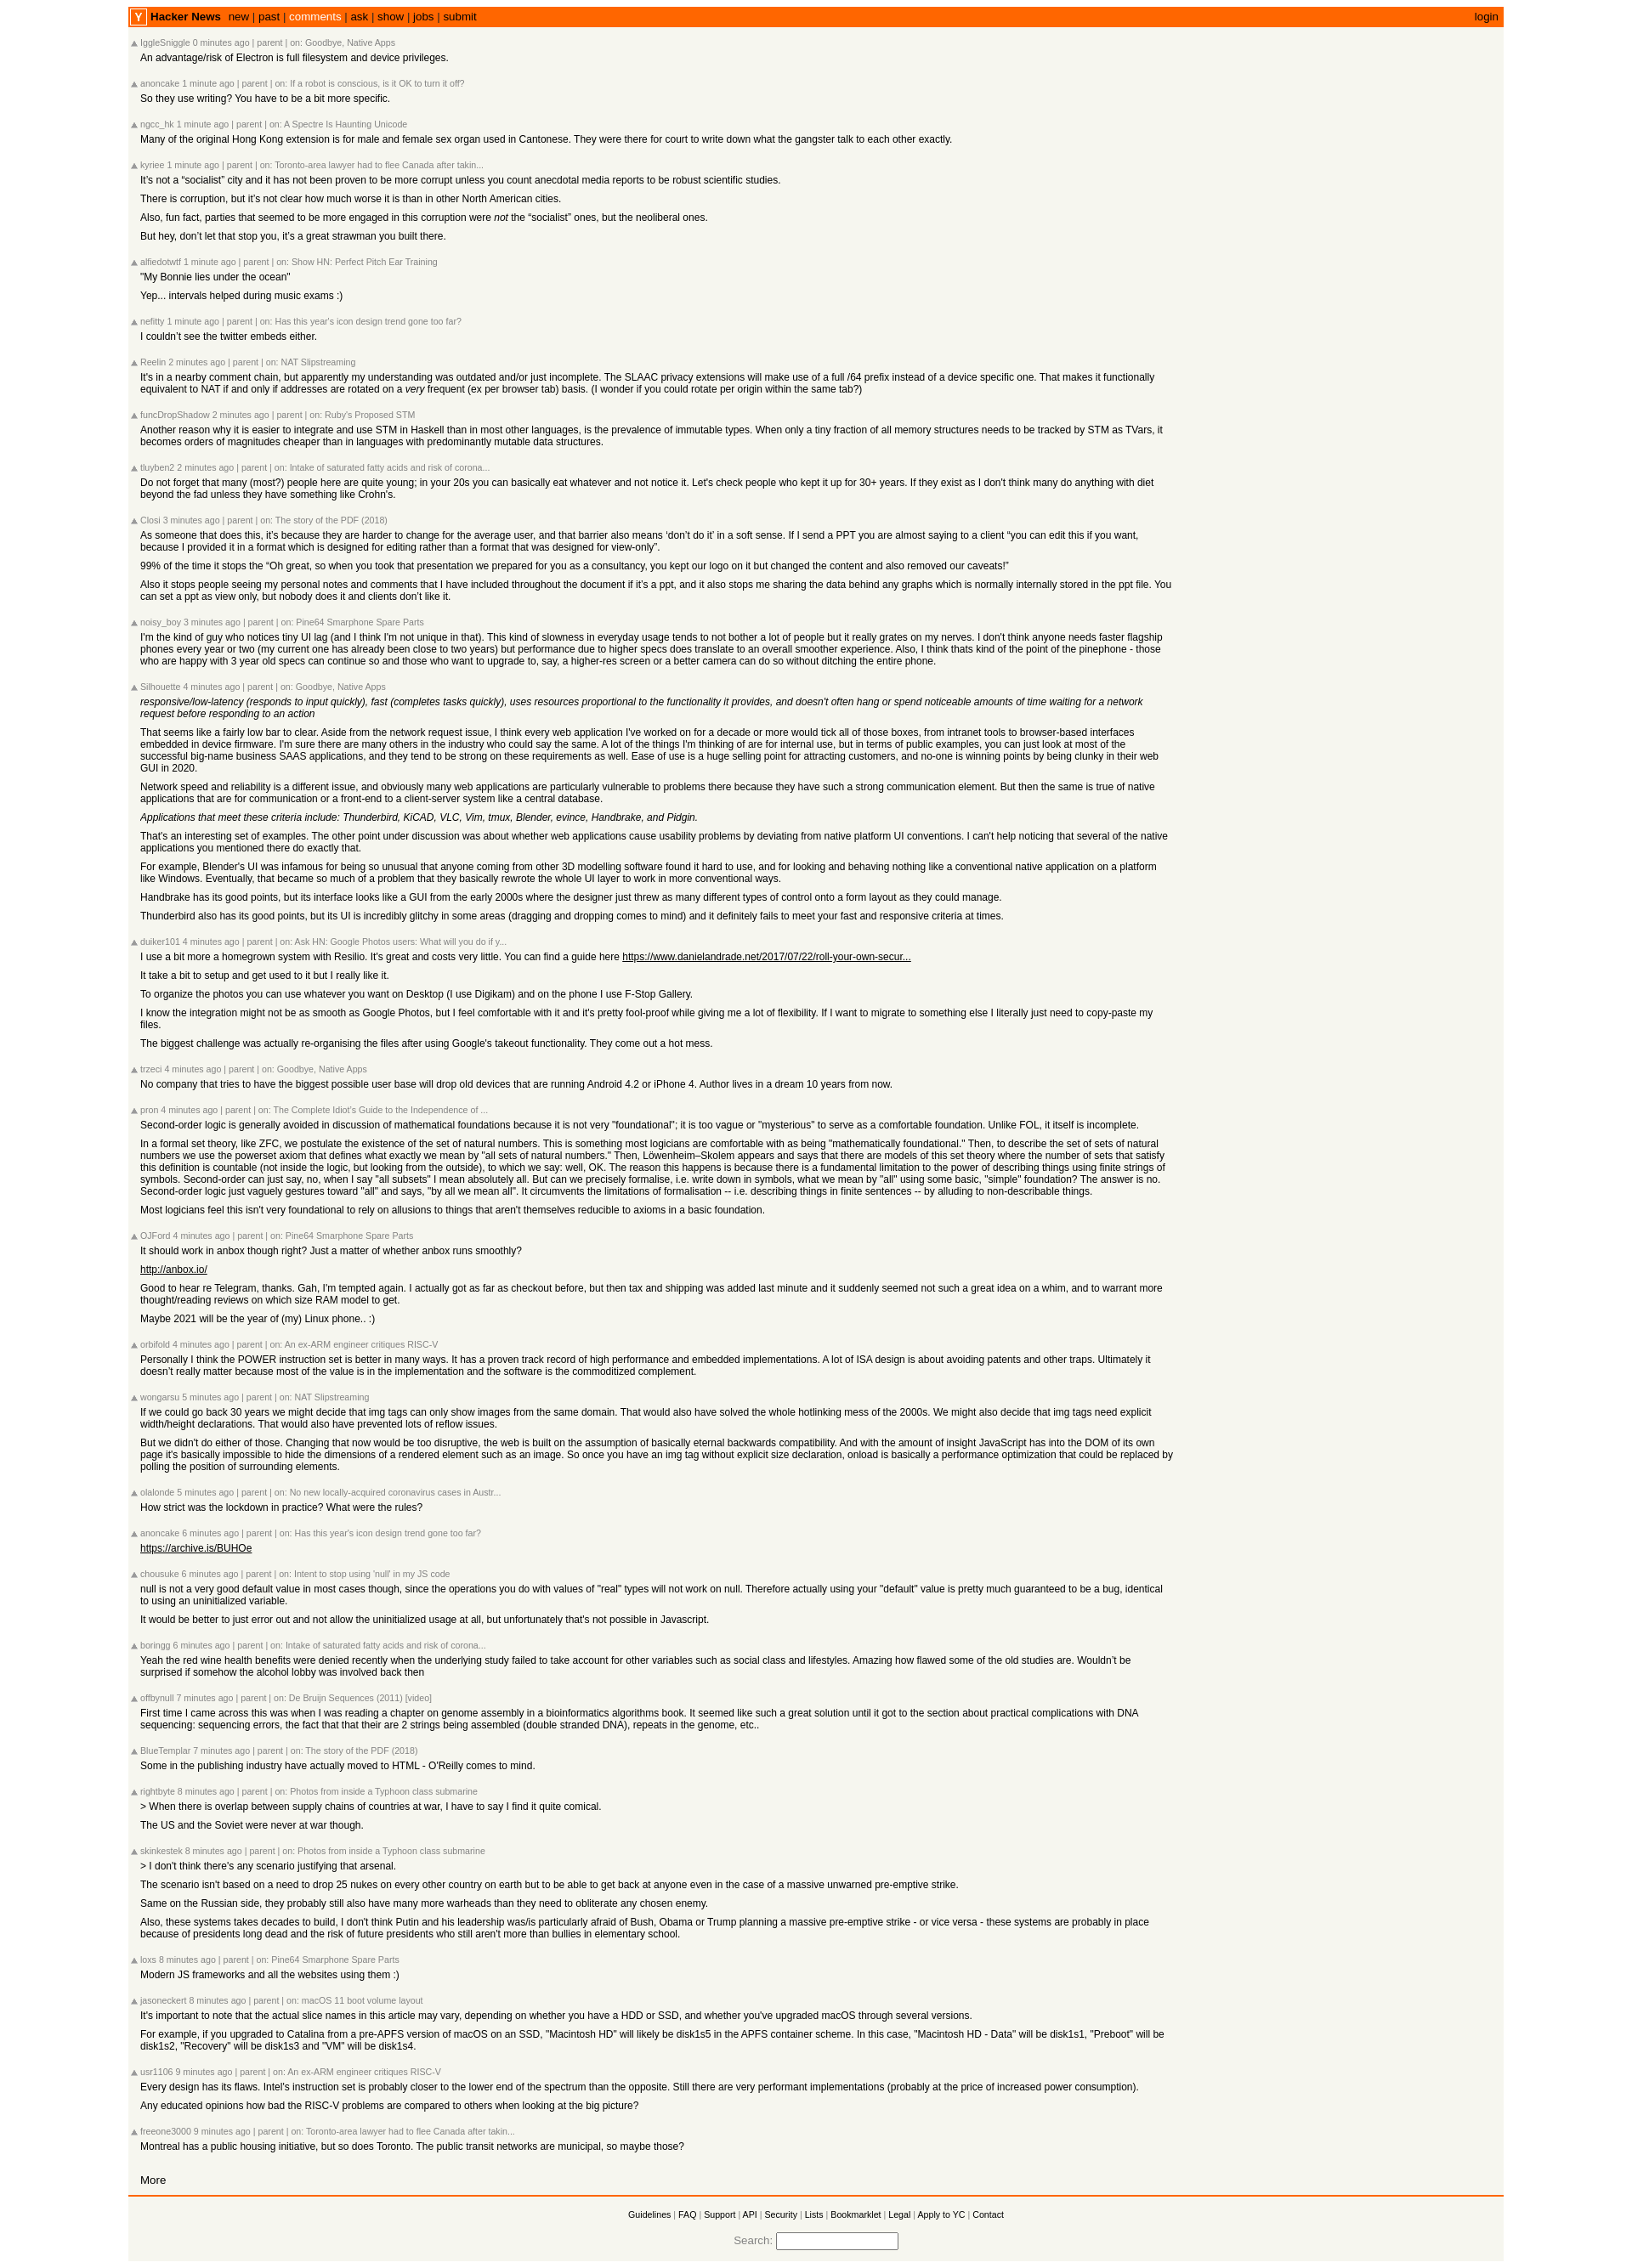 Y Hacker News new | past | comments | ask | show | jobs | submit login
IggleSniggle 0 minutes ago | parent | on: Goodbye, Native Apps
An advantage/risk of Electron is full filesystem and device privileges.
anoncake 1 minute ago | parent | on: If a robot is conscious, is it OK to turn it off?
So they use writing? You have to be a bit more specific.
ngcc_hk 1 minute ago | parent | on: A Spectre Is Haunting Unicode
Many of the original Hong Kong extension is for male and female sex organ used in Cantonese. They were there for court to write down what the gangster talk to each other exactly.
kyriee 1 minute ago | parent | on: Toronto-area lawyer had to flee Canada after takin...
It’s not a “socialist” city and it has not been proven to be more corrupt unless you count anecdotal media reports to be robust scientific studies.
There is corruption, but it’s not clear how much worse it is than in other North American cities.
Also, fun fact, parties that seemed to be more engaged in this corruption were not the “socialist” ones, but the neoliberal ones.
But hey, don’t let that stop you, it’s a great strawman you built there.
alfiedotwtf 1 minute ago | parent | on: Show HN: Perfect Pitch Ear Training
"My Bonnie lies under the ocean"
Yep... intervals helped during music exams :)
nefitty 1 minute ago | parent | on: Has this year's icon design trend gone too far?
I couldn’t see the twitter embeds either.
Reelin 2 minutes ago | parent | on: NAT Slipstreaming
It's in a nearby comment chain, but apparently my understanding was outdated and/or just incomplete. The SLAAC privacy extensions will make use of a full /64 prefix instead of a device specific one. That makes it functionally
equivalent to NAT if and only if addresses are rotated on a very frequent (ex per browser tab) basis. (I wonder if you could rotate per origin within the same tab?)
funcDropShadow 2 minutes ago | parent | on: Ruby's Proposed STM
Another reason why it is easier to integrate and use STM in Haskell than in most other languages, is the prevalence of immutable types. When only a tiny fraction of all memory structures needs to be tracked by STM as TVars, it
becomes orders of magnitudes cheaper than in languages with predominantly mutable data structures.
tluyben2 2 minutes ago | parent | on: Intake of saturated fatty acids and risk of corona...
Do not forget that many (most?) people here are quite young; in your 20s you can basically eat whatever and not notice it. Let's check people who kept it up for 30+ years. If they exist as I don't think many do anything with diet
beyond the fad unless they have something like Crohn's.
Closi 3 minutes ago | parent | on: The story of the PDF (2018)
As someone that does this, it’s because they are harder to change for the average user, and that barrier also means ‘don’t do it’ in a soft sense. If I send a PPT you are almost saying to a client “you can edit this if you want,
because I provided it in a format which is designed for editing rather than a format that was designed for view-only”.
99% of the time it stops the “Oh great, so when you took that presentation we prepared for you as a consultancy, you kept our logo on it but changed the content and also removed our caveats!”
Also it stops people seeing my personal notes and comments that I have included throughout the document if it’s a ppt, and it also stops me sharing the data behind any graphs which is normally internally stored in the ppt file. You
can set a ppt as view only, but nobody does it and clients don’t like it.
noisy_boy 3 minutes ago | parent | on: Pine64 Smarphone Spare Parts
I'm the kind of guy who notices tiny UI lag (and I think I'm not unique in that). This kind of slowness in everyday usage tends to not bother a lot of people but it really grates on my nerves. I don't think anyone needs faster flagship
phones every year or two (my current one has already been close to two years) but performance due to higher specs does translate to an overall smoother experience. Also, I think thats kind of the point of the pinephone - those
who are happy with 3 year old specs can continue so and those who want to upgrade to, say, a higher-res screen or a better camera can do so without ditching the entire phone.
Silhouette 4 minutes ago | parent | on: Goodbye, Native Apps
responsive/low-latency (responds to input quickly), fast (completes tasks quickly), uses resources proportional to the functionality it provides, and doesn't often hang or spend noticeable amounts of time waiting for a network
request before responding to an action
That seems like a fairly low bar to clear. Aside from the network request issue, I think every web application I've worked on for a decade or more would tick all of those boxes, from intranet tools to browser-based interfaces
embedded in device firmware. I'm sure there are many others in the industry who could say the same. A lot of the things I'm thinking of are for internal use, but in terms of public examples, you can just look at most of the
successful big-name business SAAS applications, and they tend to be strong on these requirements as well. Ease of use is a huge selling point for attracting customers, and no-one is winning points by being clunky in their web
GUI in 2020.
Network speed and reliability is a different issue, and obviously many web applications are particularly vulnerable to problems there because they have such a strong communication element. But then the same is true of native
applications that are for communication or a front-end to a client-server system like a central database.
Applications that meet these criteria include: Thunderbird, KiCAD, VLC, Vim, tmux, Blender, evince, Handbrake, and Pidgin.
That's an interesting set of examples. The other point under discussion was about whether web applications cause usability problems by deviating from native platform UI conventions. I can't help noticing that several of the native
applications you mentioned there do exactly that.
For example, Blender's UI was infamous for being so unusual that anyone coming from other 3D modelling software found it hard to use, and for looking and behaving nothing like a conventional native application on a platform
like Windows. Eventually, that became so much of a problem that they basically rewrote the whole UI layer to work in more conventional ways.
Handbrake has its good points, but its interface looks like a GUI from the early 2000s where the designer just threw as many different types of control onto a form layout as they could manage.
Thunderbird also has its good points, but its UI is incredibly glitchy in some areas (dragging and dropping comes to mind) and it definitely fails to meet your fast and responsive criteria at times.
duiker101 4 minutes ago | parent | on: Ask HN: Google Photos users: What will you do if y...
I use a bit more a homegrown system with Resilio. It's great and costs very little. You can find a guide here https://www.danielandrade.net/2017/07/22/roll-your-own-secur...
It take a bit to setup and get used to it but I really like it.
To organize the photos you can use whatever you want on Desktop (I use Digikam) and on the phone I use F-Stop Gallery.
I know the integration might not be as smooth as Google Photos, but I feel comfortable with it and it's pretty fool-proof while giving me a lot of flexibility. If I want to migrate to something else I literally just need to copy-paste my
files.
The biggest challenge was actually re-organising the files after using Google's takeout functionality. They come out a hot mess.
trzeci 4 minutes ago | parent | on: Goodbye, Native Apps
No company that tries to have the biggest possible user base will drop old devices that are running Android 4.2 or iPhone 4. Author lives in a dream 10 years from now.
pron 4 minutes ago | parent | on: The Complete Idiot's Guide to the Independence of ...
Second-order logic is generally avoided in discussion of mathematical foundations because it is not very "foundational"; it is too vague or "mysterious" to serve as a comfortable foundation. Unlike FOL, it itself is incomplete.
In a formal set theory, like ZFC, we postulate the existence of the set of natural numbers. This is something most logicians are comfortable with as being "mathematically foundational." Then, to describe the set of sets of natural
numbers we use the powerset axiom that defines what exactly we mean by "all sets of natural numbers." Then, Löwenheim–Skolem appears and says that there are models of this set theory where the number of sets that satisfy
this definition is countable (not inside the logic, but looking from the outside), to which we say: well, OK. The reason this happens is because there is a fundamental limitation to the power of describing things using finite strings of
symbols. Second-order can just say, no, when I say "all subsets" I mean absolutely all. But can we precisely formalise, i.e. write down in symbols, what we mean by "all" using some basic, "simple" foundation? The answer is no.
Second-order logic just vaguely gestures toward "all" and says, "by all we mean all". It circumvents the limitations of formalisation -- i.e. describing things in finite sentences -- by alluding to non-describable things.
Most logicians feel this isn't very foundational to rely on allusions to things that aren't themselves reducible to axioms in a basic foundation.
OJFord 4 minutes ago | parent | on: Pine64 Smarphone Spare Parts
It should work in anbox though right? Just a matter of whether anbox runs smoothly?
http://anbox.io/
Good to hear re Telegram, thanks. Gah, I'm tempted again. I actually got as far as checkout before, but then tax and shipping was added last minute and it suddenly seemed not such a great idea on a whim, and to warrant more
thought/reading reviews on which size RAM model to get.
Maybe 2021 will be the year of (my) Linux phone.. :)
orbifold 4 minutes ago | parent | on: An ex-ARM engineer critiques RISC-V
Personally I think the POWER instruction set is better in many ways. It has a proven track record of high performance and embedded implementations. A lot of ISA design is about avoiding patents and other traps. Ultimately it
doesn’t really matter because most of the value is in the implementation and the software is the commoditized complement.
wongarsu 5 minutes ago | parent | on: NAT Slipstreaming
If we could go back 30 years we might decide that img tags can only show images from the same domain. That would also have solved the whole hotlinking mess of the 2000s. We might also decide that img tags need explicit
width/height declarations. That would also have prevented lots of reflow issues.
But we didn't do either of those. Changing that now would be too disruptive, the web is built on the assumption of basically eternal backwards compatibility. And with the amount of insight JavaScript has into the DOM of its own
page it's basically impossible to hide the dimensions of a rendered element such as an image. So once you have an img tag without explicit size declaration, onload is basically a performance optimization that could be replaced by
polling the position of surrounding elements.
olalonde 5 minutes ago | parent | on: No new locally-acquired coronavirus cases in Austr...
How strict was the lockdown in practice? What were the rules?
anoncake 6 minutes ago | parent | on: Has this year's icon design trend gone too far?
https://archive.is/BUHOe
chousuke 6 minutes ago | parent | on: Intent to stop using 'null' in my JS code
null is not a very good default value in most cases though, since the operations you do with values of "real" types will not work on null. Therefore actually using your "default" value is pretty much guaranteed to be a bug, identical
to using an uninitialized variable.
It would be better to just error out and not allow the uninitialized usage at all, but unfortunately that's not possible in Javascript.
boringg 6 minutes ago | parent | on: Intake of saturated fatty acids and risk of corona...
Yeah the red wine health benefits were denied recently when the underlying study failed to take account for other variables such as social class and lifestyles. Amazing how flawed some of the old studies are. Wouldn’t be
surprised if somehow the alcohol lobby was involved back then
offbynull 7 minutes ago | parent | on: De Bruijn Sequences (2011) [video]
First time I came across this was when I was reading a chapter on genome assembly in a bioinformatics algorithms book. It seemed like such a great solution until it got to the section about practical complications with DNA
sequencing: sequencing errors, the fact that that their are 2 strings being assembled (double stranded DNA), repeats in the genome, etc..
BlueTemplar 7 minutes ago | parent | on: The story of the PDF (2018)
Some in the publishing industry have actually moved to HTML - O'Reilly comes to mind.
rightbyte 8 minutes ago | parent | on: Photos from inside a Typhoon class submarine
> When there is overlap between supply chains of countries at war, I have to say I find it quite comical.
The US and the Soviet were never at war though.
skinkestek 8 minutes ago | parent | on: Photos from inside a Typhoon class submarine
> I don't think there's any scenario justifying that arsenal.
The scenario isn't based on a need to drop 25 nukes on every other country on earth but to be able to get back at anyone even in the case of a massive unwarned pre-emptive strike.
Same on the Russian side, they probably still also have many more warheads than they need to obliterate any chosen enemy.
Also, these systems takes decades to build, I don't think Putin and his leadership was/is particularly afraid of Bush, Obama or Trump planning a massive pre-emptive strike - or vice versa - these systems are probably in place
because of presidents long dead and the risk of future presidents who still aren't more than bullies in elementary school.
loxs 8 minutes ago | parent | on: Pine64 Smarphone Spare Parts
Modern JS frameworks and all the websites using them :)
jasoneckert 8 minutes ago | parent | on: macOS 11 boot volume layout
It's important to note that the actual slice names in this article may vary, depending on whether you have a HDD or SSD, and whether you've upgraded macOS through several versions.
For example, if you upgraded to Catalina from a pre-APFS version of macOS on an SSD, "Macintosh HD" will likely be disk1s5 in the APFS container scheme. In this case, "Macintosh HD - Data" will be disk1s1, "Preboot" will be
disk1s2, "Recovery" will be disk1s3 and "VM" will be disk1s4.
usr1106 9 minutes ago | parent | on: An ex-ARM engineer critiques RISC-V
Every design has its flaws. Intel's instruction set is probably closer to the lower end of the spectrum than the opposite. Still there are very performant implementations (probably at the price of increased power consumption).
Any educated opinions how bad the RISC-V problems are compared to others when looking at the big picture?
freeone3000 9 minutes ago | parent | on: Toronto-area lawyer had to flee Canada after takin...
Montreal has a public housing initiative, but so does Toronto. The public transit networks are municipal, so maybe those?
More
Guidelines | FAQ | Support | API | Security | Lists | Bookmarklet | Legal | Apply to YC | Contact
Search: